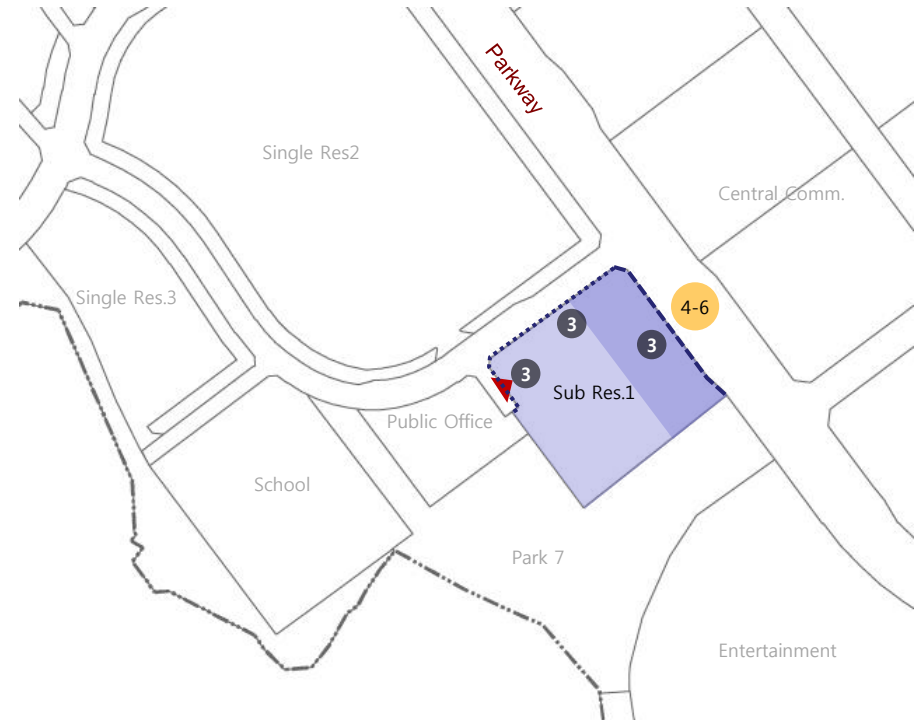 Parkway
Single Res2
Central Comm.
Single Res.3
4-6
3
3
3
Sub Res.1
Public Office
School
Park 7
Entertainment